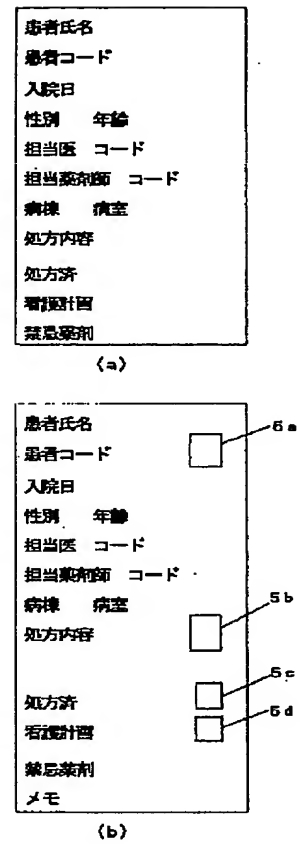 患者氏名
患者コード
入院日
性別 年齢
担当医 コード
担当薬剤師 コード
病棟 病室
処方内容
処方済
看護計画
禁忌薬剤
(a)
患者氏名
患者コード
5a
入院日
性別 年齢
担当医 コード
担当薬剤師 コード
病棟 病室
処方内容
5b
処方済
5c
看護計画
5d
禁忌薬剤
メモ
(b)